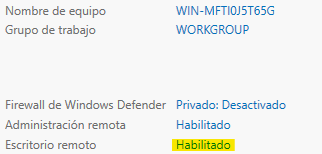 Nombre de equipo WIN-MFTI0J5T65G
Grupo de trabajo WORKGROUP
Firewall de Windows Defender Privado: Desactivado
Administración remota Habilitado
Escritorio remoto Habilitado